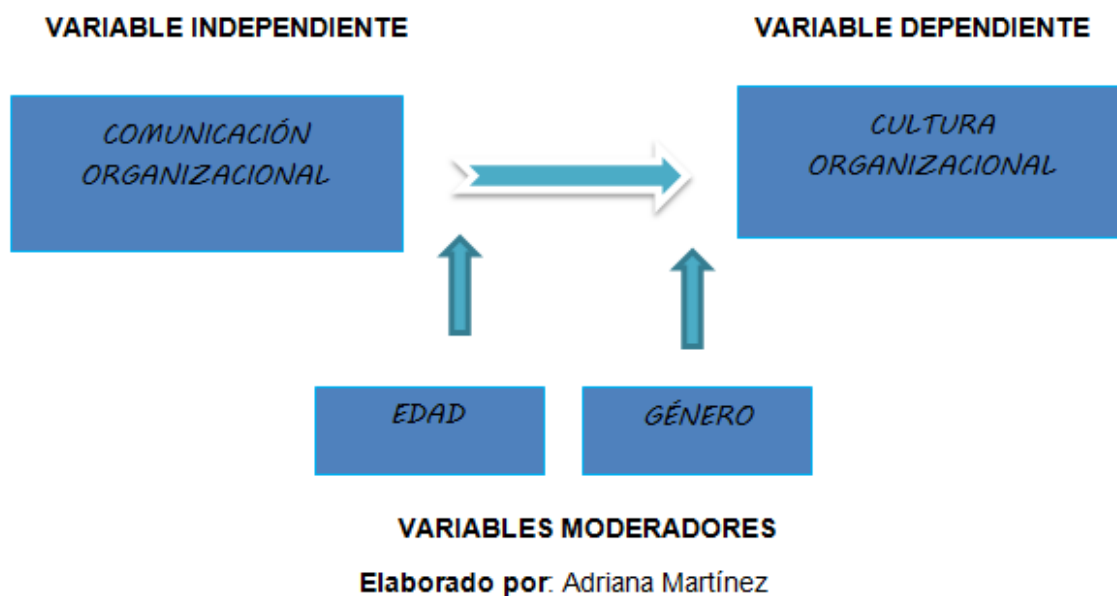 VARIABLE INDEPENDIENTE
VARIABLE DEPENDIENTE
COMUNICACIÓN
ORGANIZACIONAL
CULTURA
ORGANIZACIONAL
EDAD
GÉNERO
VARIABLES MODERADORES
Elaborado por: Adriana Martínez